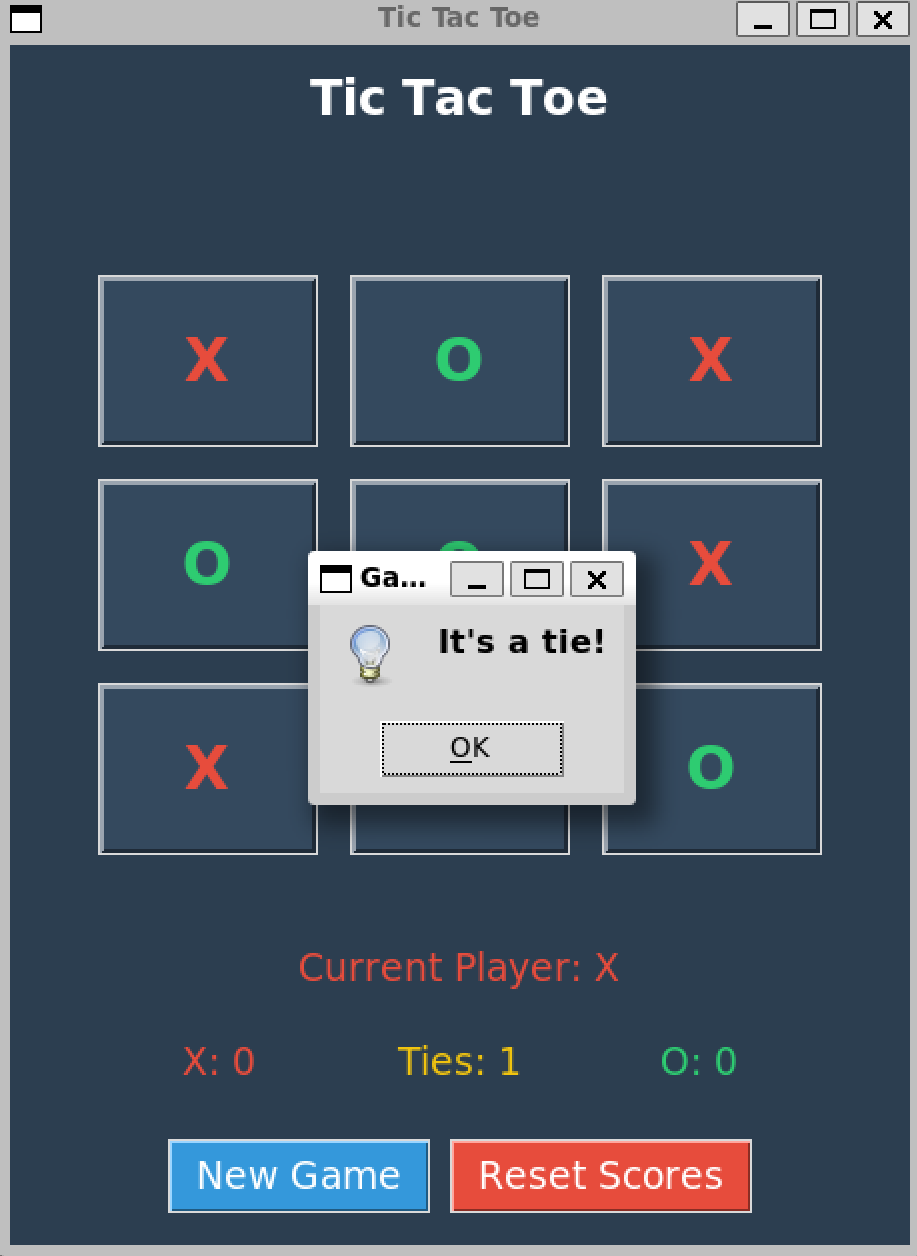 Tic Tac Toe
Tic Tac Toe
X O X
O O X
X O
Ga...
It's a tie!
OK
Current Player: X
X: 0 Ties: 1 O: 0
New Game Reset Scores